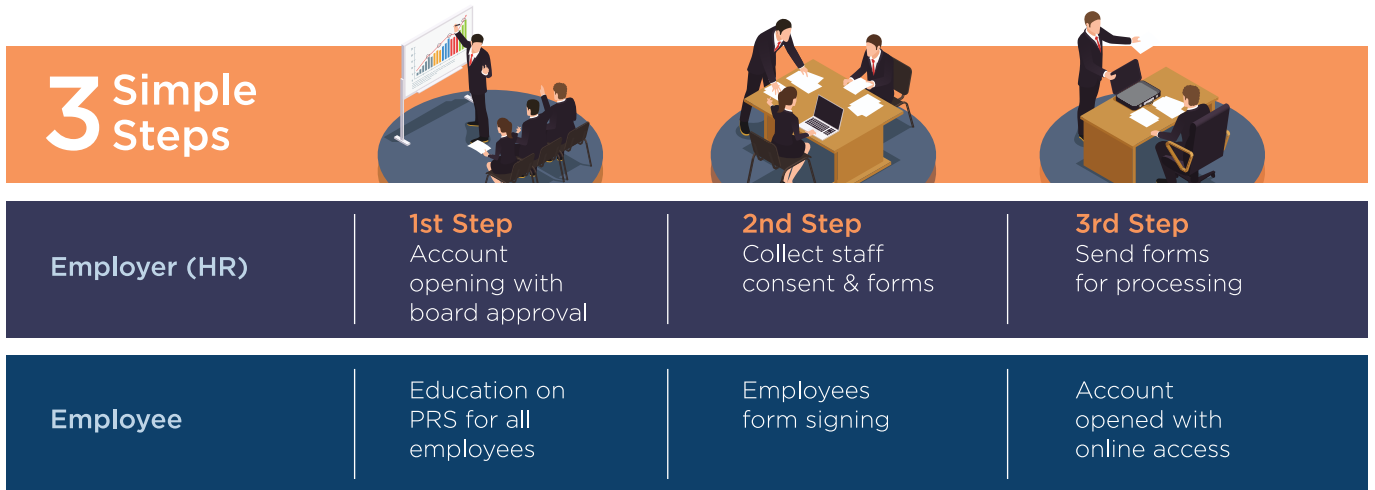 3 Simple
Steps
Employer (HR)
1st Step
Account
opening with
board approval
2nd Step
Collect staff
consent & forms
3rd Step
Send forms
for processing
Employee
Education on
PRS for all
employees
Employees
form signing
Account
opened with
online access